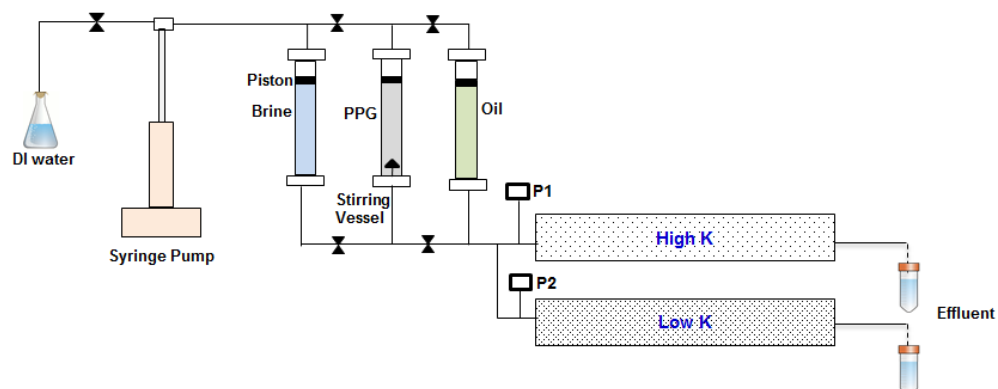 Piston
Brine
PPG
Oil
DI water
Stirring
Vessel
P1
Syringe Pump
High K
P2
Effluent
Low K